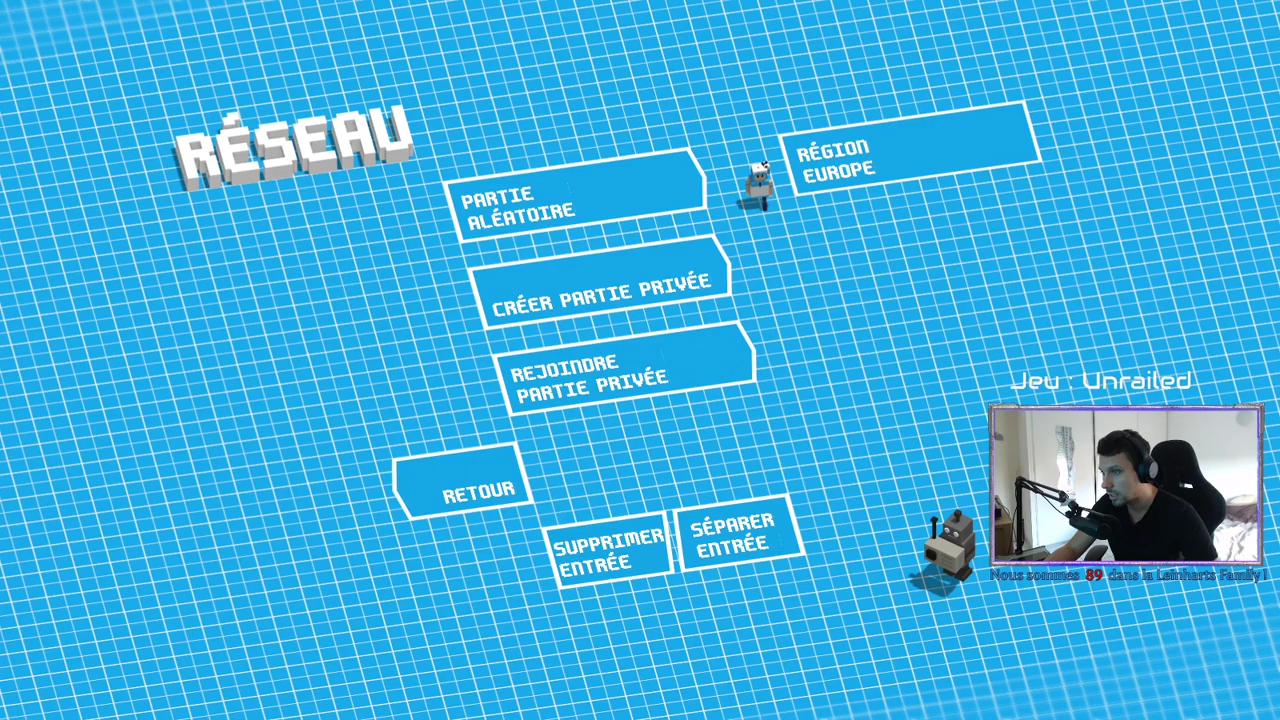 RÉSEAU
PARTIE
ALÉATOIRE
RÉGION
EUROPE
CRÉER PARTIE PRIVÉE
REJOINDRE
PARTIE PRIVÉE
RETOUR
SUPPRIMER
ENTRÉE
SÉPARER
ENTRÉE
Jeu : Unrailed
Nous sommes 89 dans la Leinharts Family !